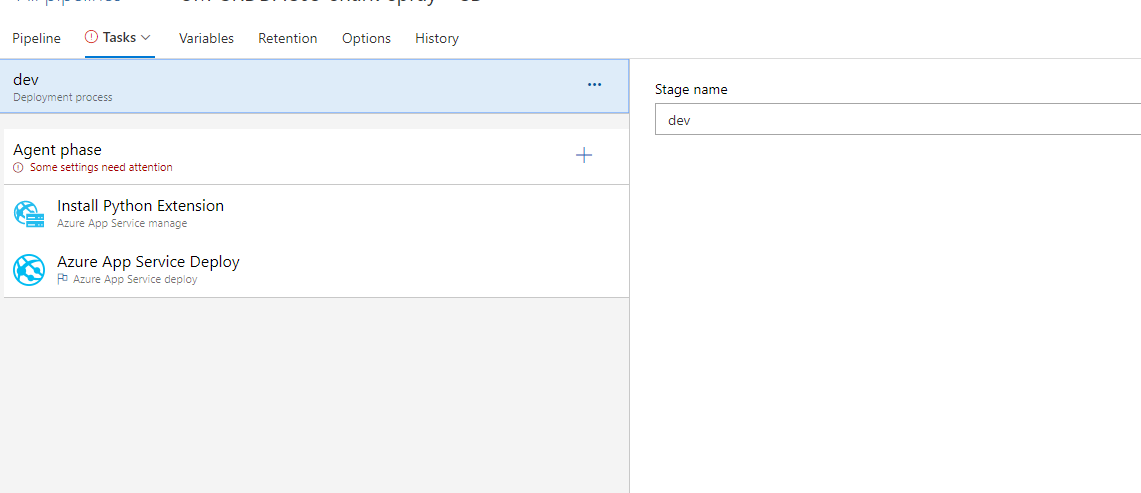 Pipeline
Tasks
Variables
Retention
Options
History
dev
Deployment process
Stage name
dev
Agent phase
Some settings need attention
Install Python Extension
Azure App Service manage
Azure App Service Deploy
Azure App Service deploy